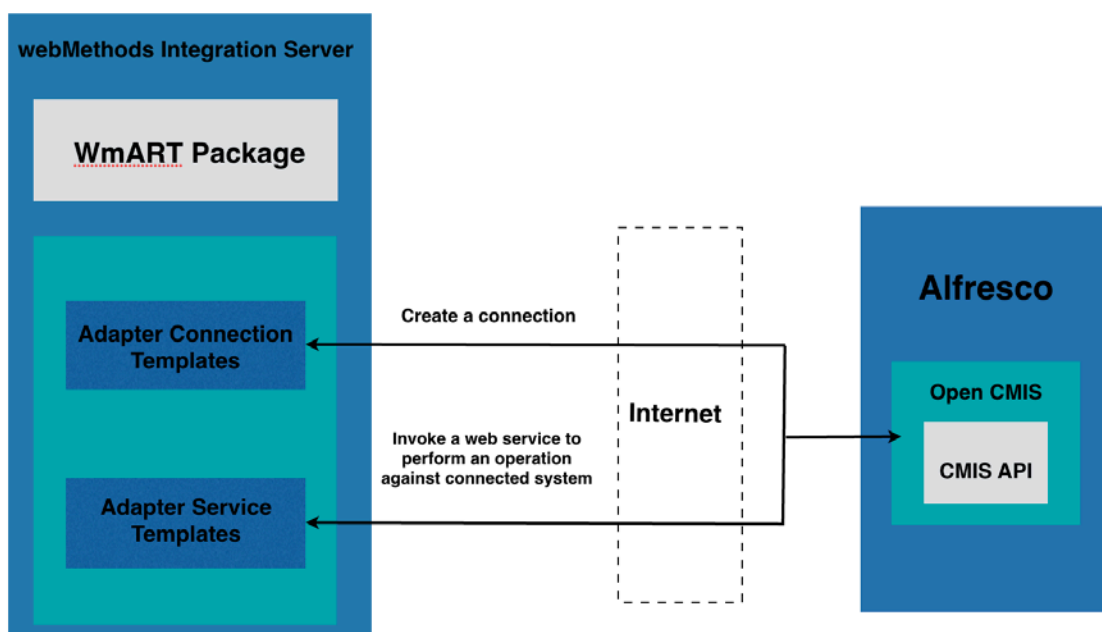 webMethods Integration Server
WmART Package
Adapter Connection
Templates
Adapter Service
Templates
Create a connection
Invoke a web service to
perform an operation
against connected system
Internet
Alfresco
Open CMIS
CMIS API